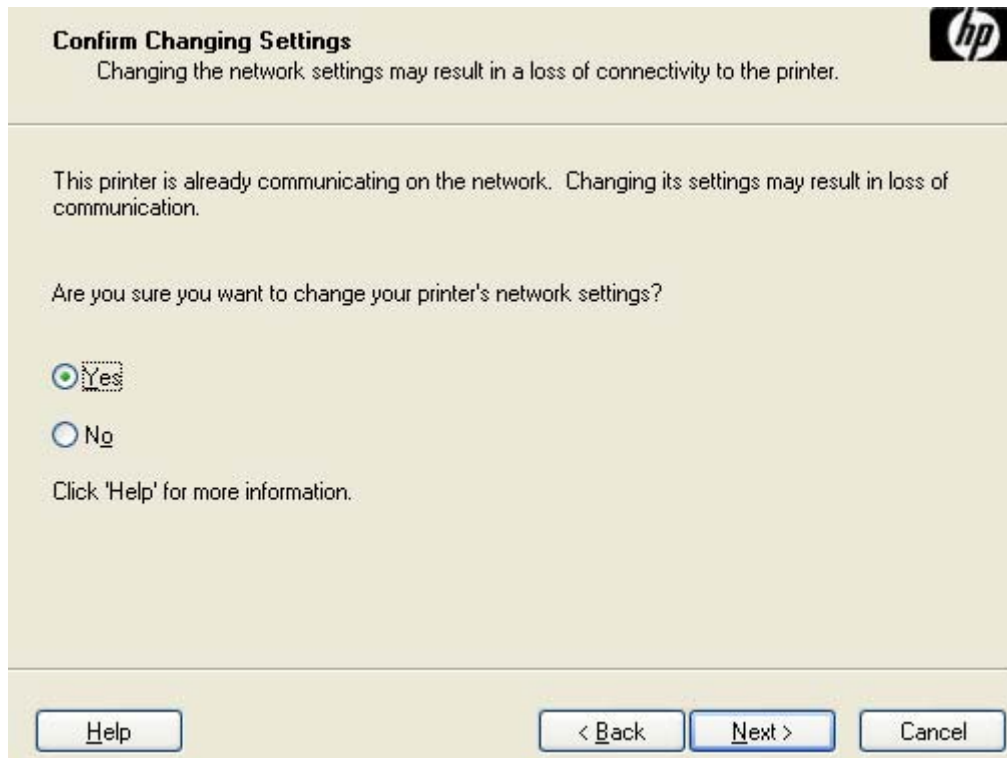 Confirm Changing Settings
Changing the network settings may result in a loss of connectivity to the printer.
hp
This printer is already communicating on the network.  Changing its settings may result in loss of
communication.
Are you sure you want to change your printer's network settings?
Yes
No
Click 'Help' for more information.
Help
< Back
Next >
Cancel